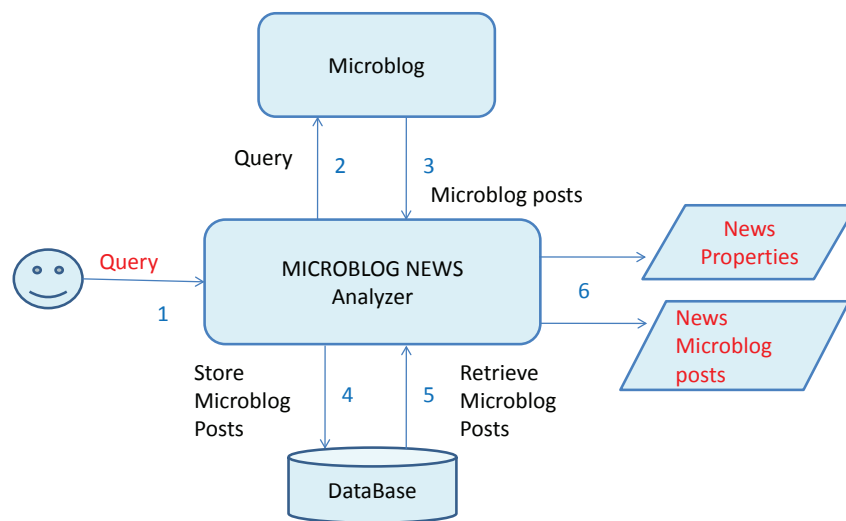 Microblog
Query
2
3
Microblog posts
News
Properties
Query
1
MICROBLOG NEWS
Analyzer
6
News
Microblog
posts
Store
Microblog
Posts
4
5
Retrieve
Microblog
Posts
DataBase